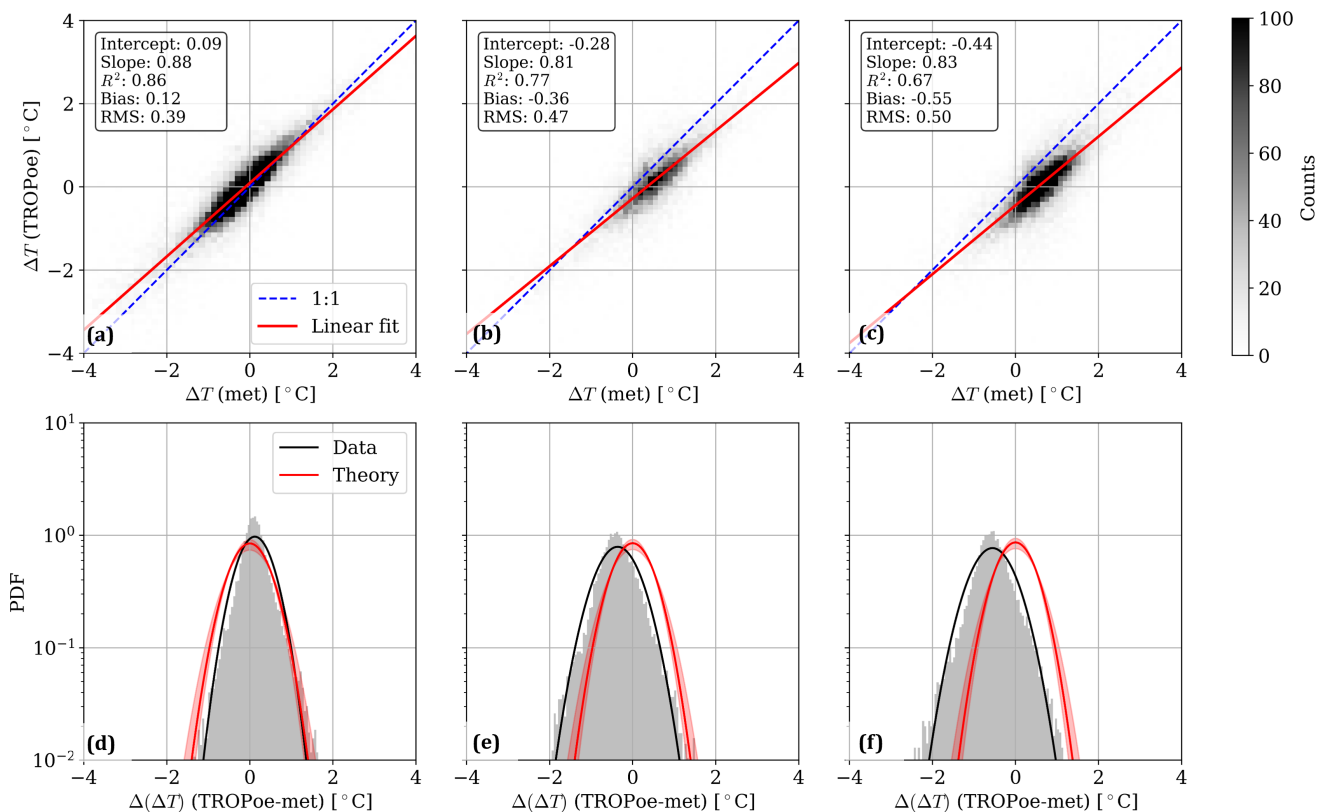 4
2
0
−2
−4
ΔT (TROPoe) [°C]
Intercept: 0.09
Slope: 0.88
R²: 0.86
Bias: 0.12
RMS: 0.39
1:1
Linear fit
(a)
−4 −2 0 2 4
ΔT (met) [°C]
Intercept: -0.28
Slope: 0.81
R²: 0.77
Bias: -0.36
RMS: 0.47
(b)
−4 −2 0 2 4
ΔT (met) [°C]
Intercept: -0.44
Slope: 0.83
R²: 0.67
Bias: -0.55
RMS: 0.50
(c)
−4 −2 0 2 4
ΔT (met) [°C]
100
80
60
40
20
0
Counts
10¹
10⁰
10⁻¹
10⁻²
PDF
Data
Theory
(d)
−4 −2 0 2 4
Δ(ΔT) (TROPoe-met) [°C]
(e)
−4 −2 0 2 4
Δ(ΔT) (TROPoe-met) [°C]
(f)
−4 −2 0 2 4
Δ(ΔT) (TROPoe-met) [°C]